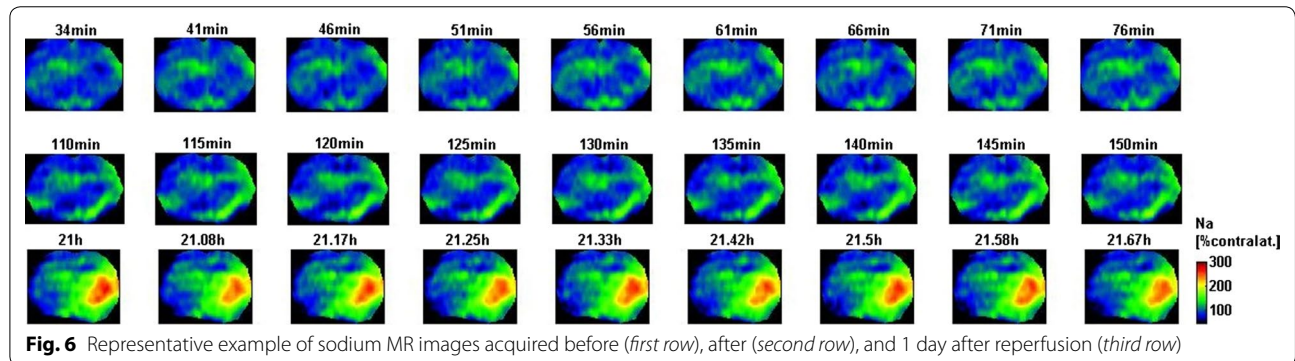 34min 41min 46min 51min 56min 61min 66min 71min 76min
110min 115min 120min 125min 130min 135min 140min 145min 150min
21h 21.08h 21.17h 21.25h 21.33h 21.42h 21.5h 21.58h 21.67h
Na
[%contralat.]
300
200
100
Fig. 6 Representative example of sodium MR images acquired before (first row), after (second row), and 1 day after reperfusion (third row)